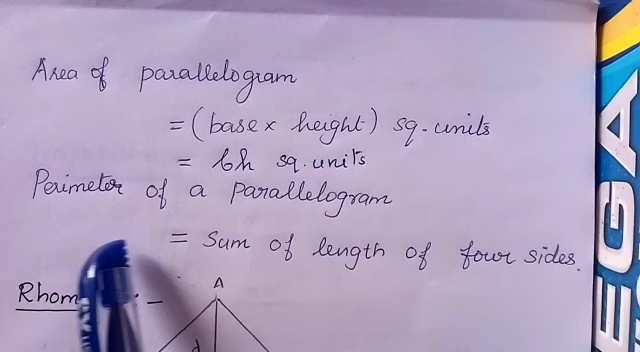 Area of parallelogram
= (base × height) sq. units
= bh sq. units
Perimeter of a parallelogram
= sum of length of four sides.
A
d
EGA